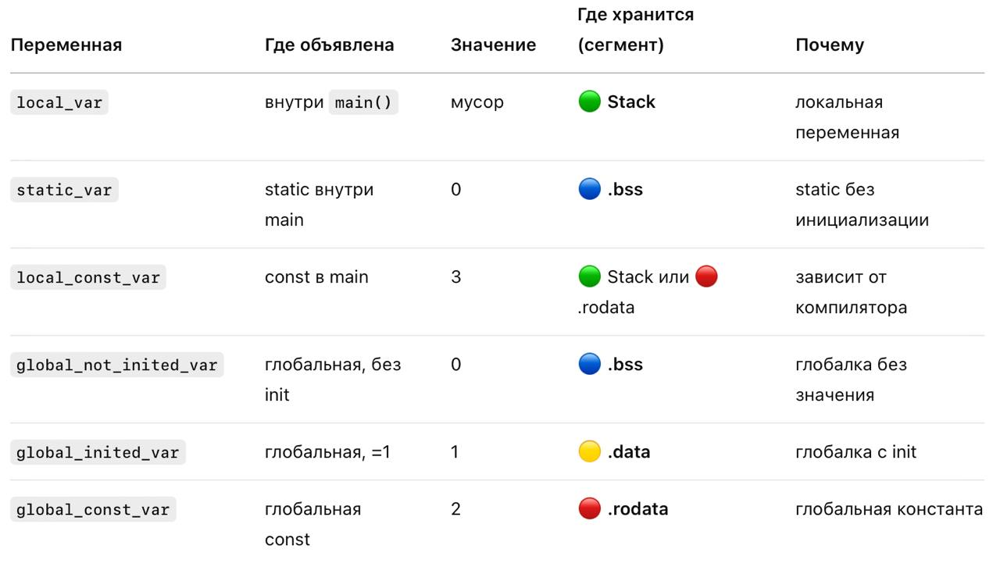 Переменная Где объявлена Значение Где хранится (сегмент) Почему
local_var внутри main() мусор 🟢 Stack локальная переменная
static_var static внутри main 0 🔵 .bss static без инициализации
local_const_var const в main 3 🟢 Stack или 🔴 .rodata зависит от компилятора
global_not_inited_var глобальная, без init 0 🔵 .bss глобалка без значения
global_inited_var глобальная, =1 1 🟡 .data глобалка с init
global_const_var глобальная const 2 🔴 .rodata глобальная константа